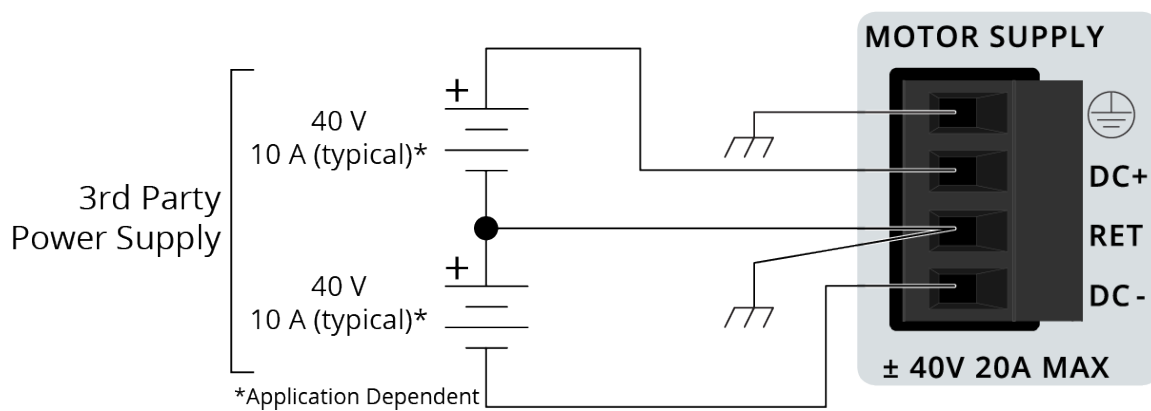 MOTOR SUPPLY
+
40 V
10 A (typical)*
3rd Party
Power Supply
+
40 V
10 A (typical)*
*Application Dependent
DC+
RET
DC -
± 40V 20A MAX